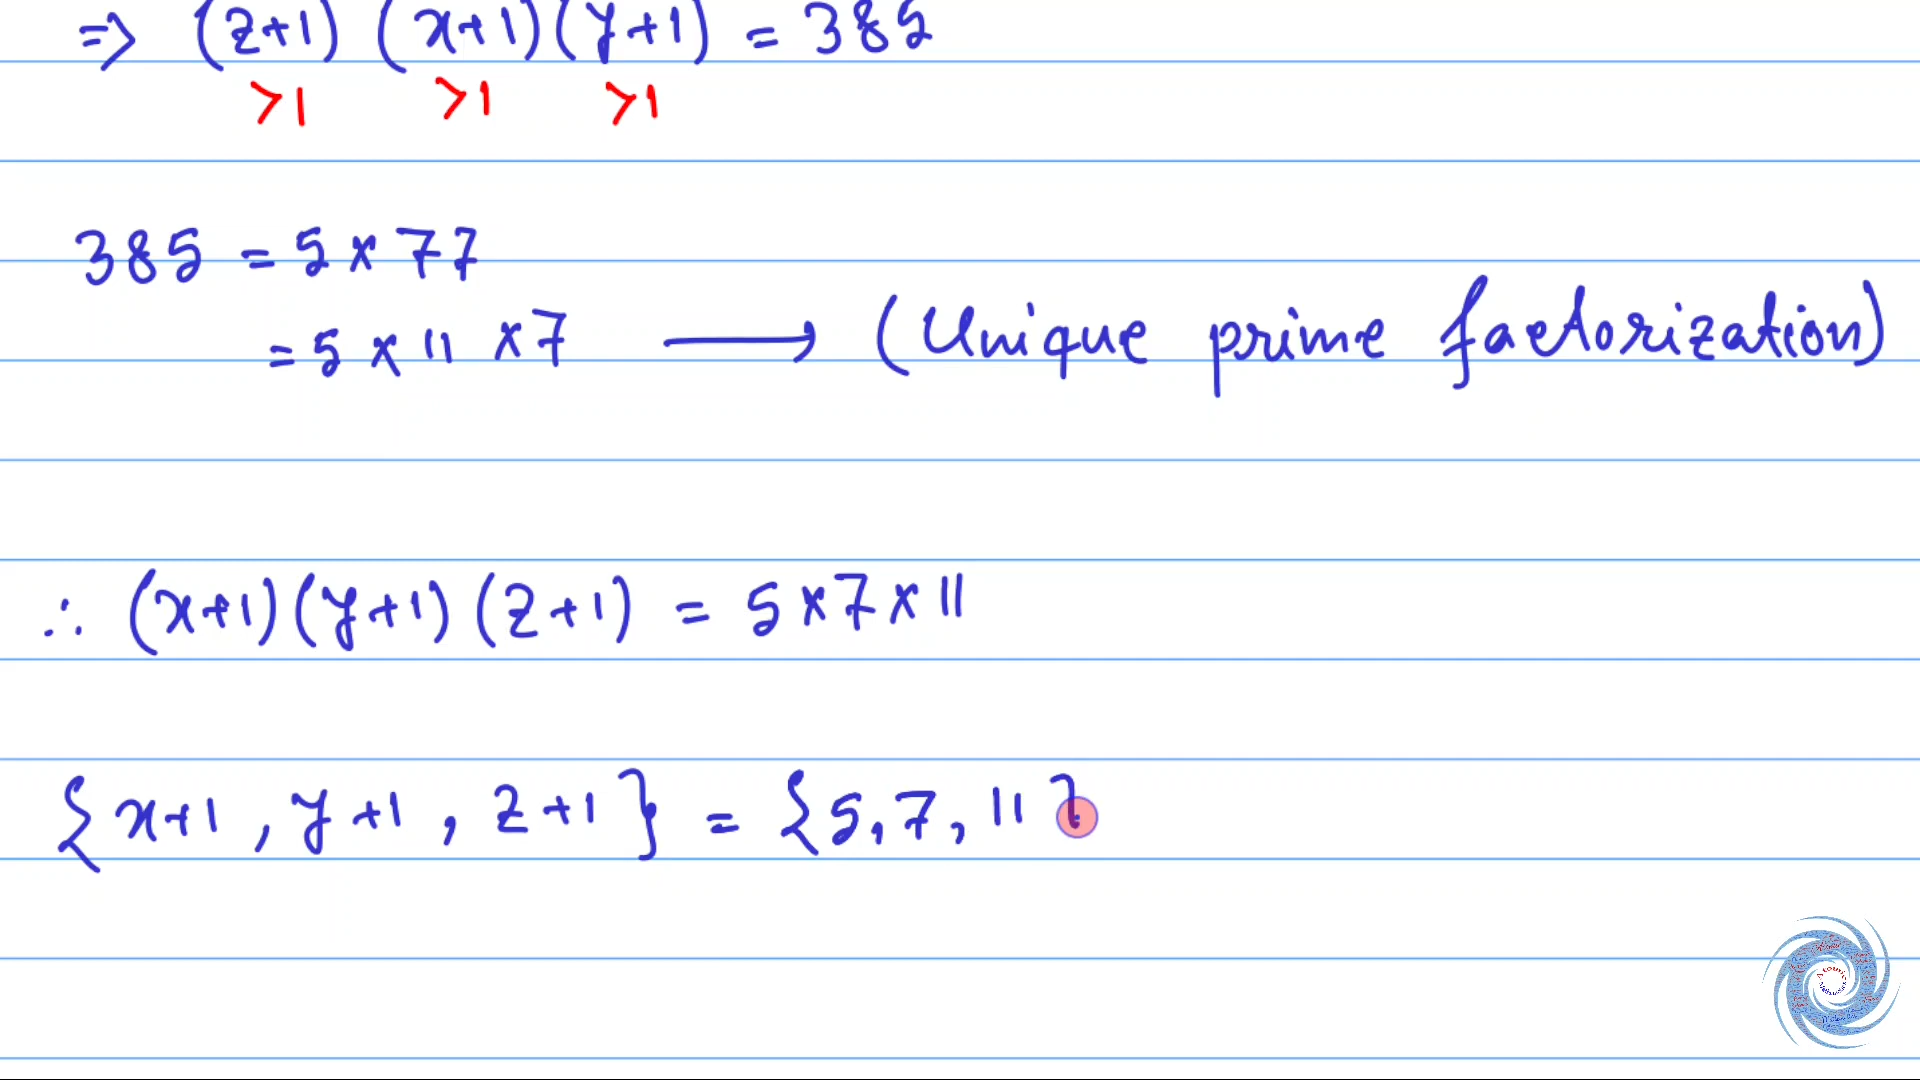 => (z+1) (x+1)(y+1) = 385
>1 >1 >1
385 = 5 x 77
= 5 x 11 x 7 ⟶ (Unique prime factorization)
∴ (x+1)(y+1)(z+1) = 5 x 7 x 11
{x+1, y+1, z+1} = {5, 7, 11}